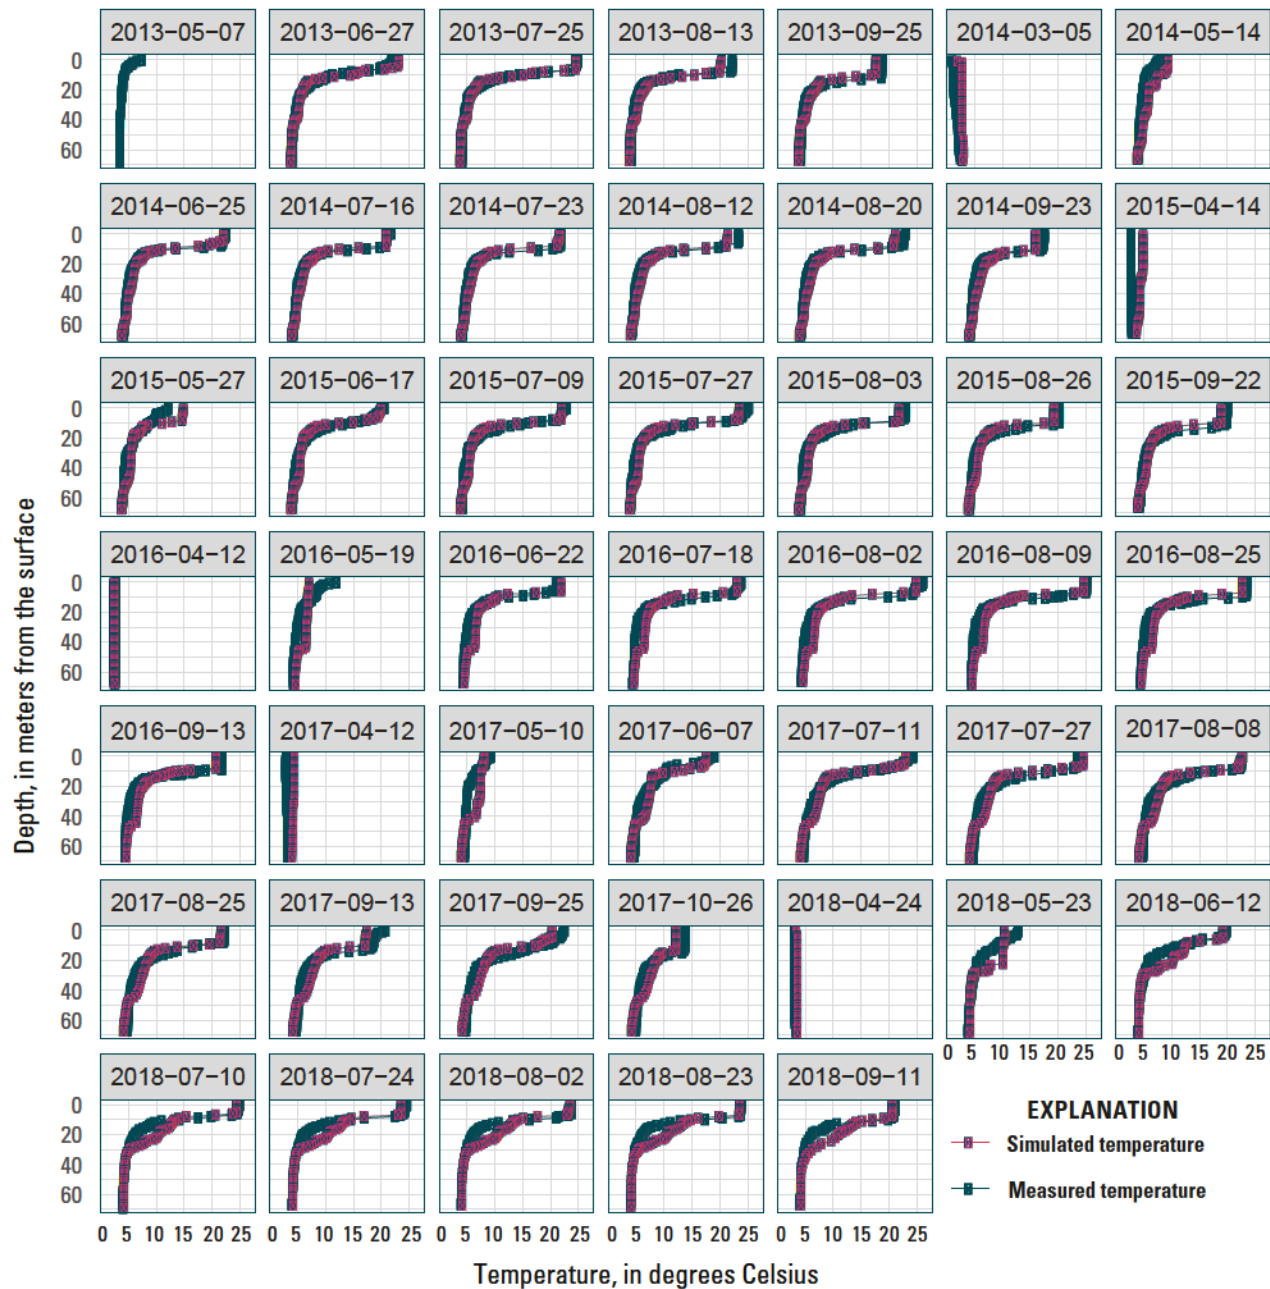 2013-05-07 2013-06-27 2013-07-25 2013-08-13 2013-09-25 2014-03-05 2014-05-14
0
20
40
60
2014-06-25 2014-07-16 2014-07-23 2014-08-12 2014-08-20 2014-09-23 2015-04-14
0
20
40
60
2015-05-27 2015-06-17 2015-07-09 2015-07-27 2015-08-03 2015-08-26 2015-09-22
0
20
40
60
2016-04-12 2016-05-19 2016-06-22 2016-07-18 2016-08-02 2016-08-09 2016-08-25
0
20
40
60
2016-09-13 2017-04-12 2017-05-10 2017-06-07 2017-07-11 2017-07-27 2017-08-08
0
20
40
60
2017-08-25 2017-09-13 2017-09-25 2017-10-26 2018-04-24 2018-05-23 2018-06-12
0
20
40
60
0 5 10 15 20 25 0 5 10 15 20 25
2018-07-10 2018-07-24 2018-08-02 2018-08-23 2018-09-11
0
20
40
60
0 5 10 15 20 25 0 5 10 15 20 25 0 5 10 15 20 25 0 5 10 15 20 25 0 5 10 15 20 25
Depth, in meters from the surface
Temperature, in degrees Celsius
EXPLANATION
Simulated temperature
Measured temperature